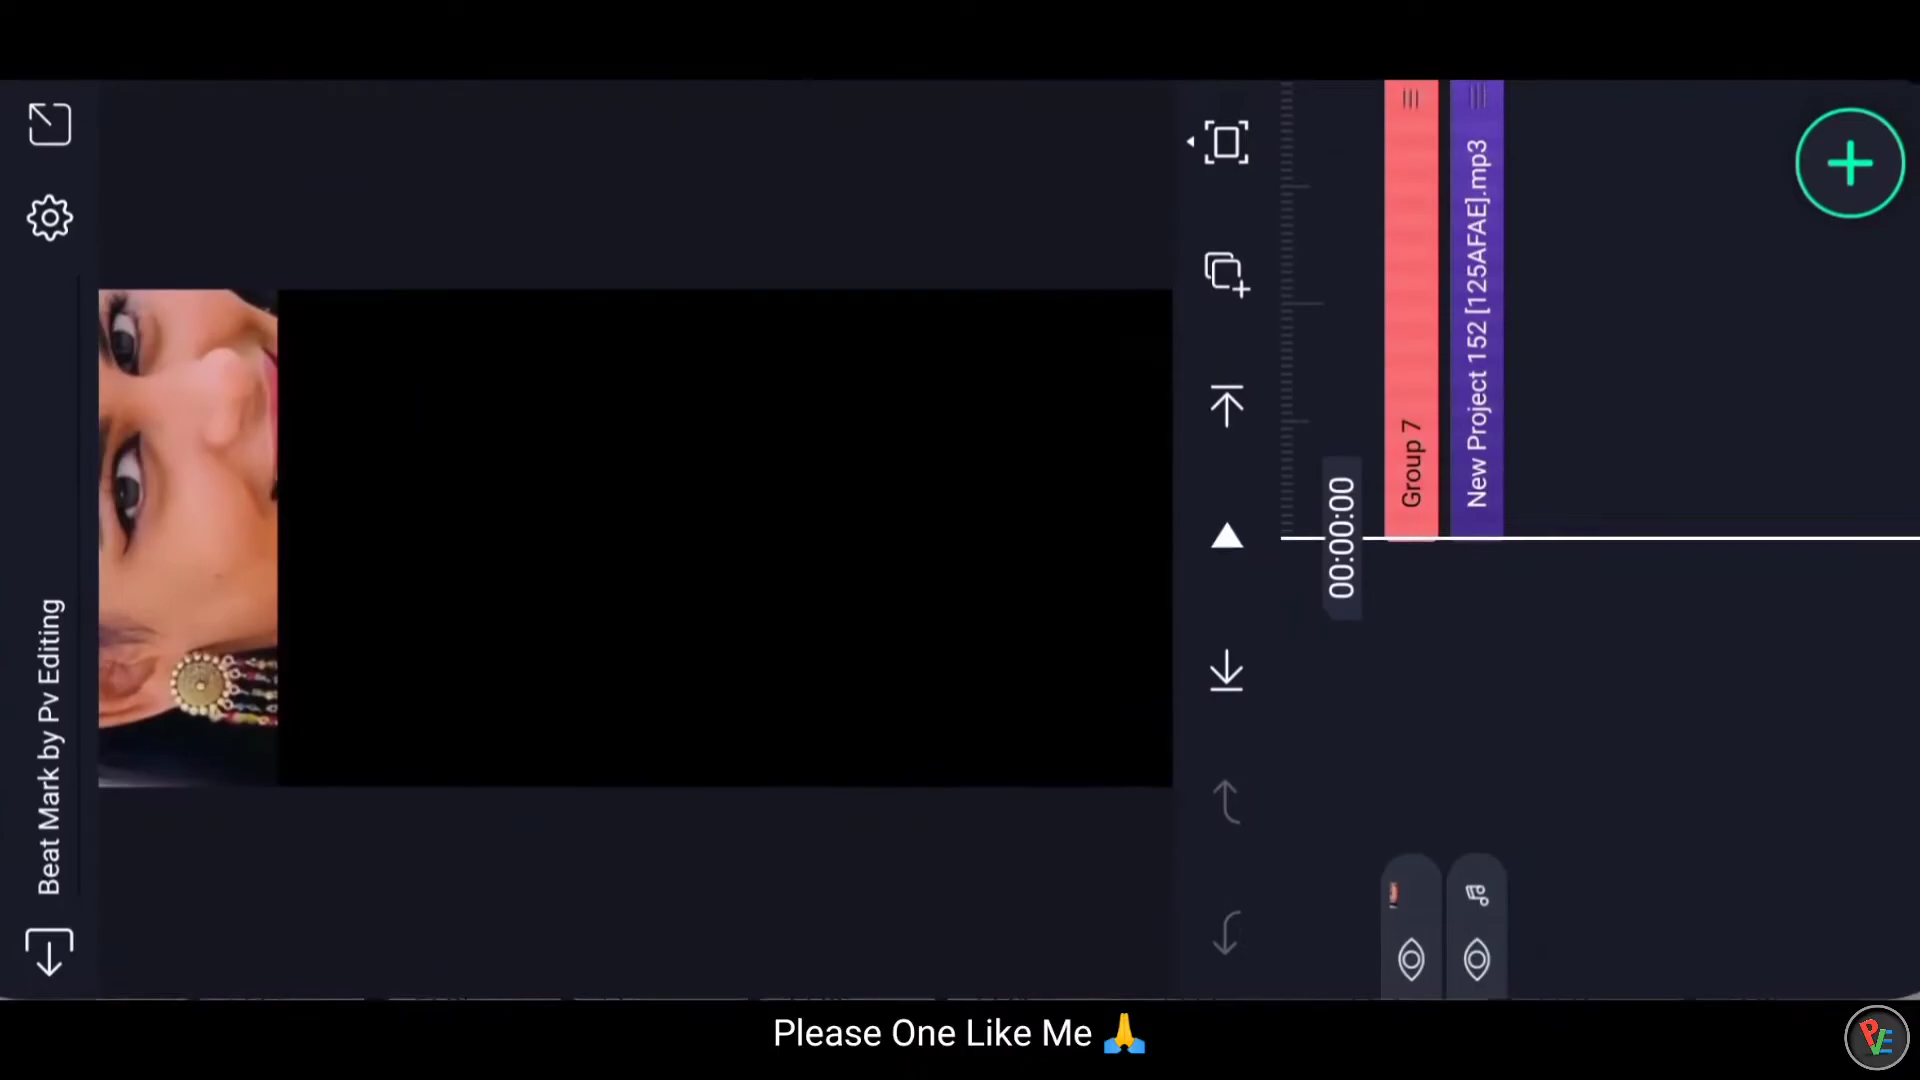 Beat Mark by Pv Editing
00:00:00
Group 7
New Project 152 [125AFAE].mp3
Please One Like Me 🙏
PVE